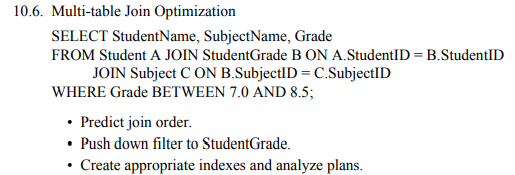 10.6. Multi-table Join Optimization
SELECT StudentName, SubjectName, Grade
FROM Student A JOIN StudentGrade B ON A.StudentID = B.StudentID
JOIN Subject C ON B.SubjectID = C.SubjectID
WHERE Grade BETWEEN 7.0 AND 8.5;
• Predict join order.
• Push down filter to StudentGrade.
• Create appropriate indexes and analyze plans.